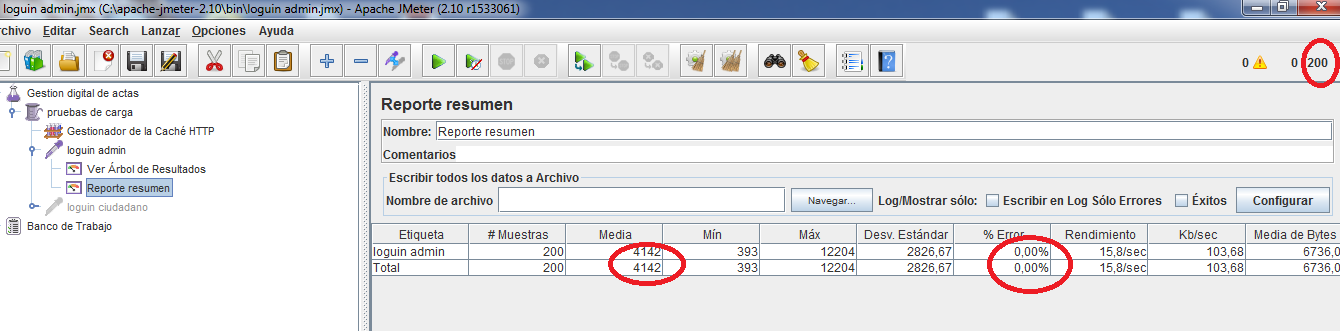 loguin admin.jmx (C:\apache-jmeter-2.10\bin\loguin admin.jmx) - Apache JMeter (2.10 r1533061)
rchivo Editar Search Lanzar Opciones Ayuda
0 0 200
Gestion digital de actas
pruebas de carga
Gestionador de la Caché HTTP
loguin admin
Ver Árbol de Resultados
Reporte resumen
loguin ciudadano
Banco de Trabajo
Reporte resumen
Nombre: Reporte resumen
Comentarios
Escribir todos los datos a Archivo
Nombre de archivo Navegar... Log/Mostrar sólo: Escribir en Log Sólo Errores Éxitos Configurar
Etiqueta # Muestras Media Mín Máx Desv. Estándar % Error Rendimiento Kb/sec Media de Bytes
loguin admin 200 4142 393 12204 2826,67 0,00% 15,8/sec 103,68 6736,0
Total 200 4142 393 12204 2826,67 0,00% 15,8/sec 103,68 6736,0